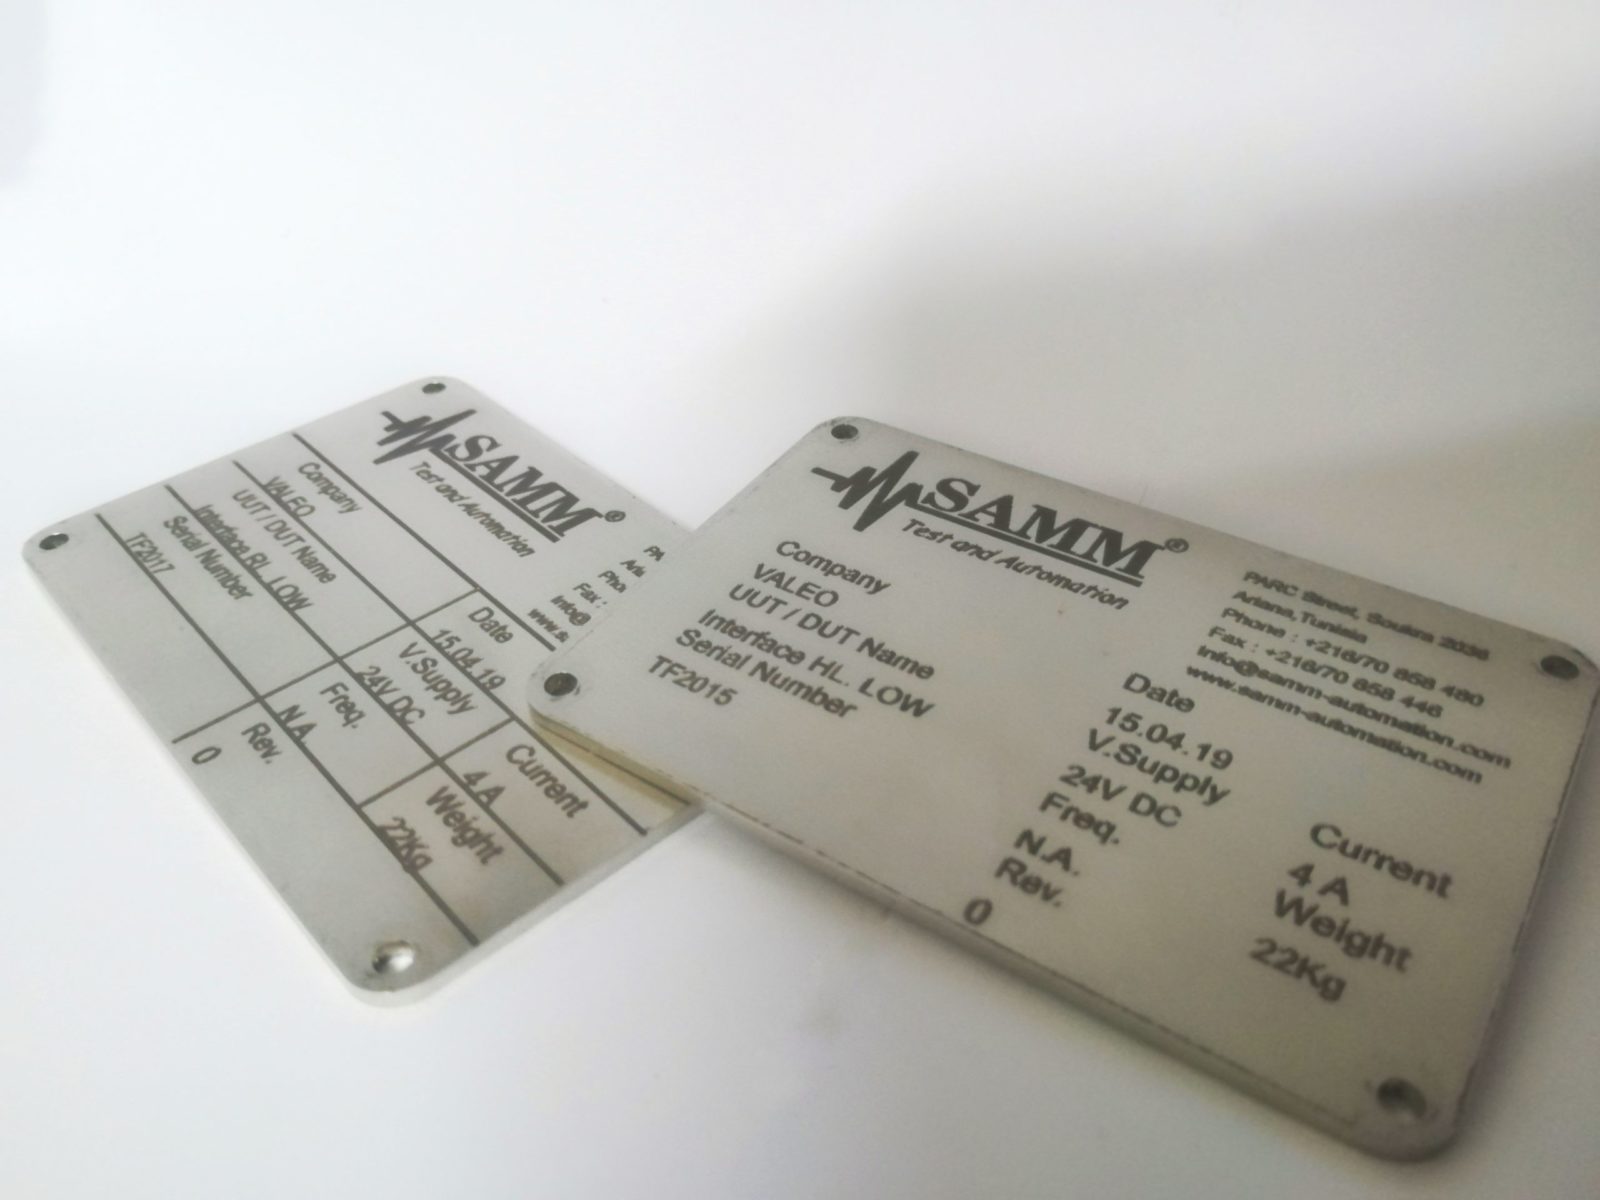 SAMM®
Test and Automation
Company
VALEO
UUT / DUT Name
Interface RL. LOW
Serial Number
TF2017
Fax :
Date
15.04.19
V.Supply
24V DC
Freq.
N.A.
Rev.
0
Current
4 A
Weight
22Kg
SAMM®
Test and Automation
PARC Street, Soukra 2036
Ariana,Tunisia
Phone : +216/70 858 480
Fax : +216/70 858 446
info@samm-automation.com
www.samm-automation.com
Company
VALEO
UUT / DUT Name
Interface HL. LOW
Serial Number
TF2015
Date
15.04.19
V.Supply
24V DC
Freq.
N.A.
Rev.
0
Current
4 A
Weight
22Kg